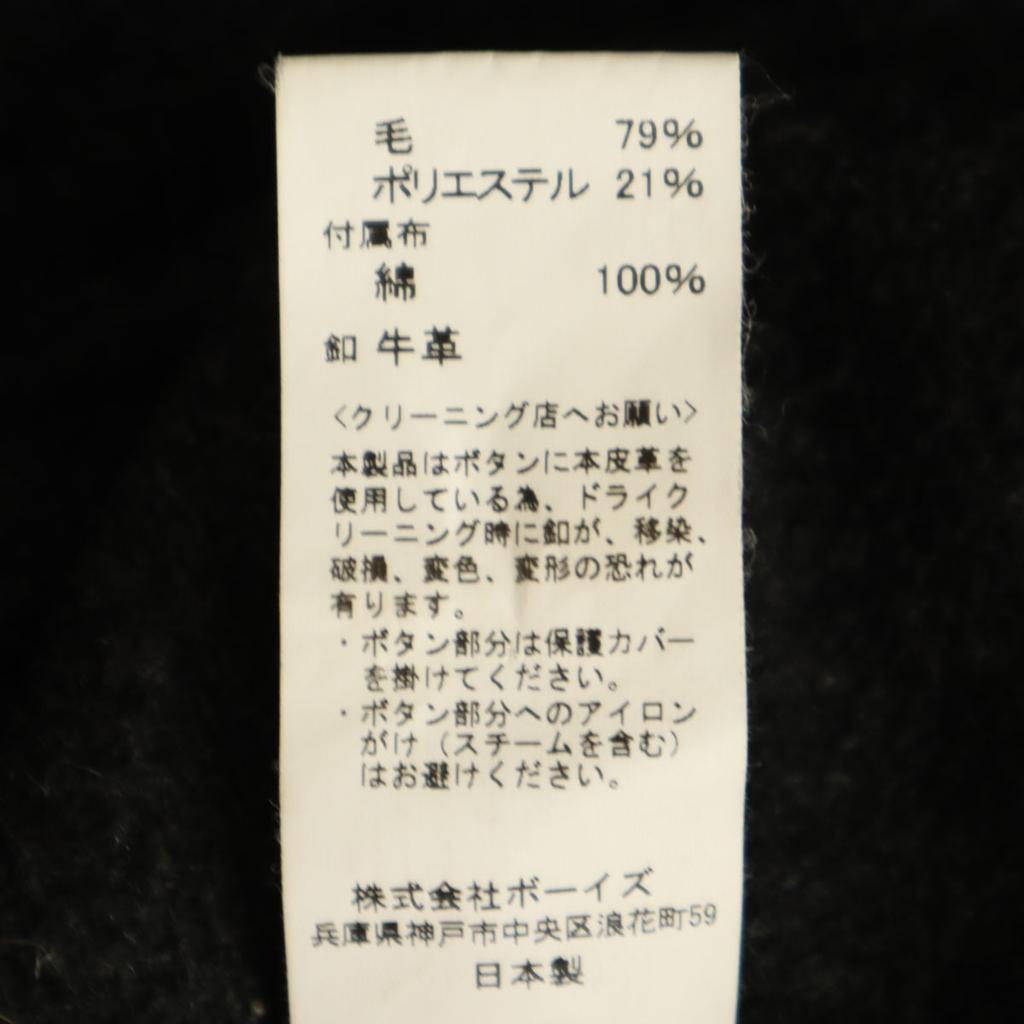 毛 79%
ポリエステル 21%
付属布
綿 100%
釦 牛革
<クリーニング店へお願い>
本製品はボタンに本皮革を
使用している為、ドライク
リーニング時に釦が、移染、
破損、変色、変形の恐れが
有ります。
・ボタン部分は保護カバー
を掛けてください。
・ボタン部分へのアイロン
がけ（スチームを含む）
はお避けください。
株式会社ボーイズ
兵庫県神戸市中央区浪花町59
日本製